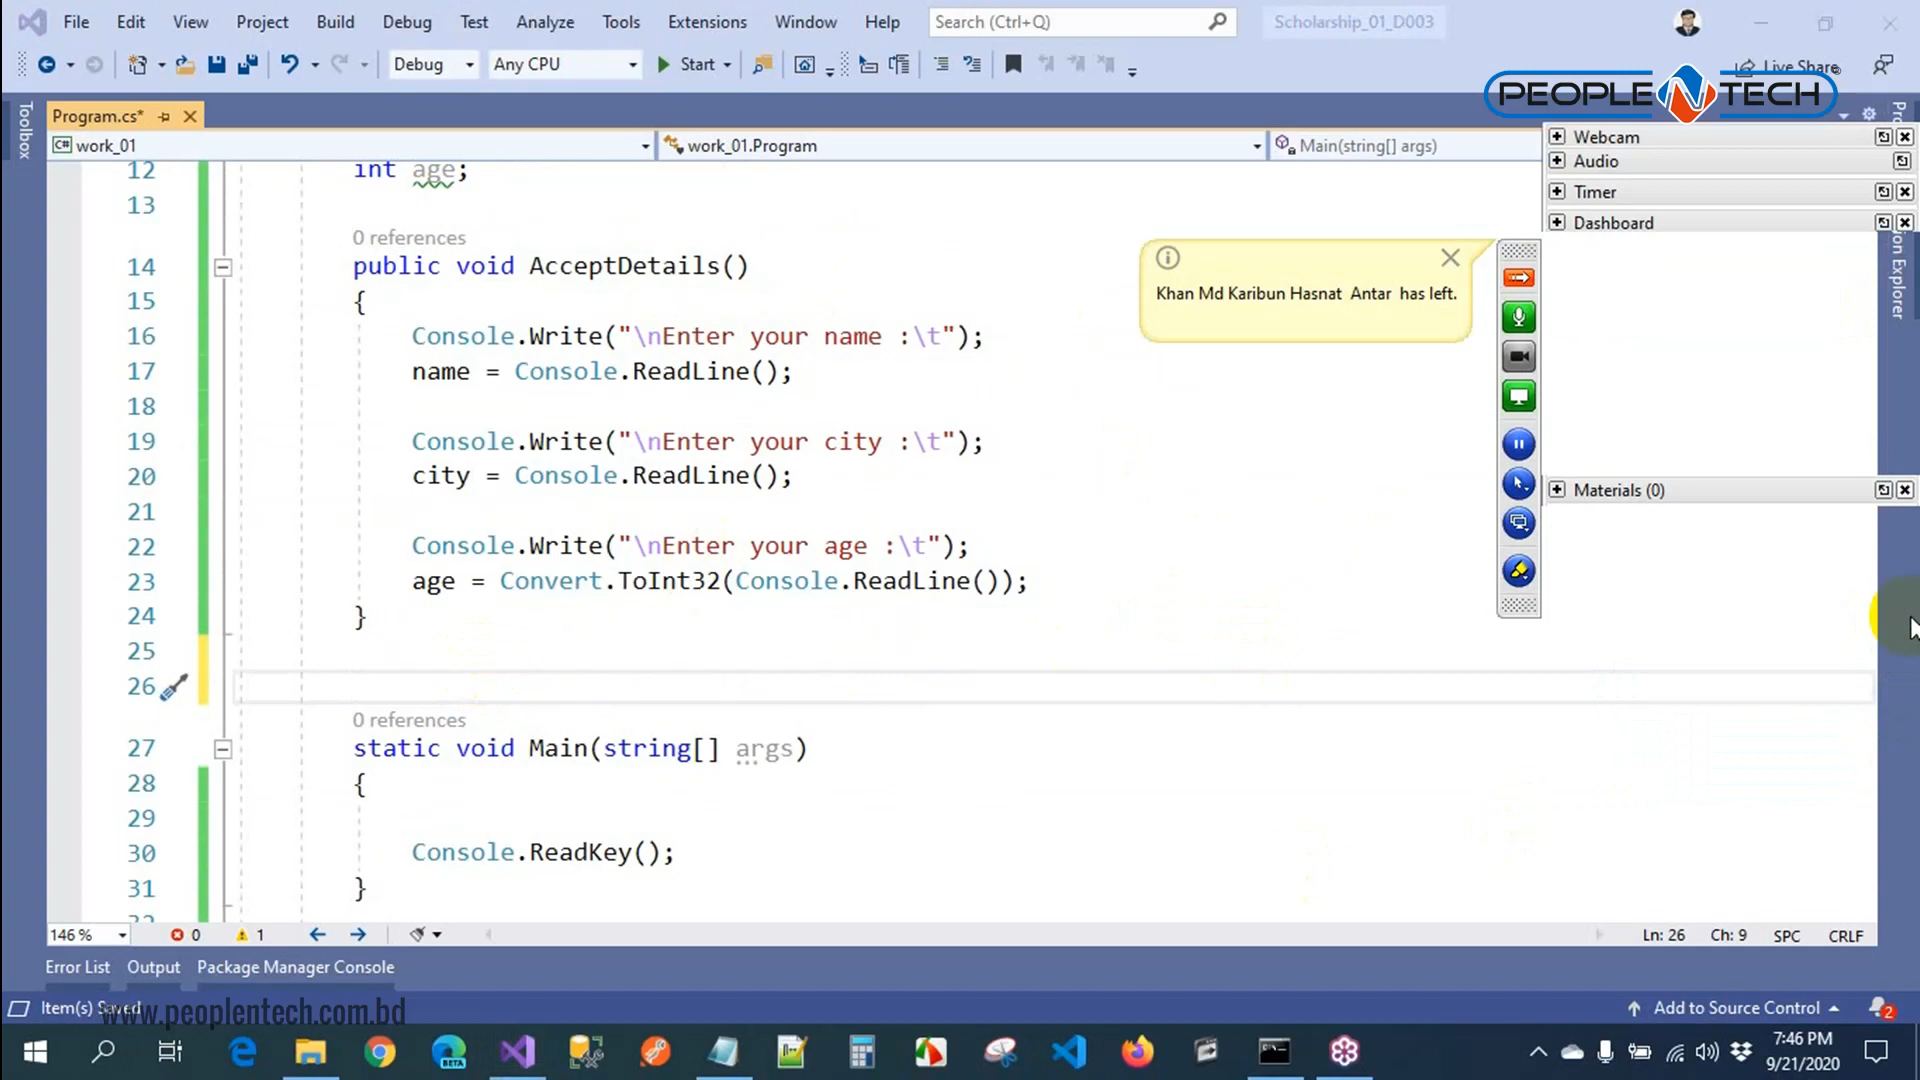 File Edit View Project Build Debug Test Analyze Tools Extensions Window Help Search (Ctrl+Q) Scholarship_01_D003
Debug Any CPU Start Live Share
PEOPLE N TECH
Toolbox
Program.cs*
work_01 work_01.Program Main(string[] args)
Webcam
Audio
Timer
Dashboard
Materials (0)
Khan Md Karibun Hasnat Antar has left.
12 int age;
13
0 references
14 public void AcceptDetails()
15 {
16 Console.Write("\nEnter your name :\t");
17 name = Console.ReadLine();
18
19 Console.Write("\nEnter your city :\t");
20 city = Console.ReadLine();
21
22 Console.Write("\nEnter your age :\t");
23 age = Convert.ToInt32(Console.ReadLine());
24 }
25
26
0 references
27 static void Main(string[] args)
28 {
29
30 Console.ReadKey();
31 }
146 % 0 1 Ln: 26 Ch: 9 SPC CRLF
Error List Output Package Manager Console
Item(s) Saved Add to Source Control 2
www.peoplentech.com.bd
BETA
7:46 PM
9/21/2020